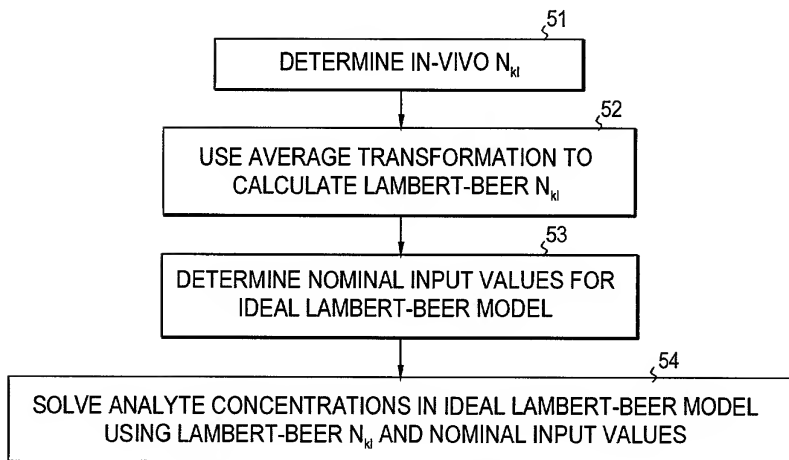 51
DETERMINE IN-VIVO Nkl
52
USE AVERAGE TRANSFORMATION TO
CALCULATE LAMBERT-BEER Nkl
53
DETERMINE NOMINAL INPUT VALUES FOR
IDEAL LAMBERT-BEER MODEL
54
SOLVE ANALYTE CONCENTRATIONS IN IDEAL LAMBERT-BEER MODEL
USING LAMBERT-BEER Nkl AND NOMINAL INPUT VALUES